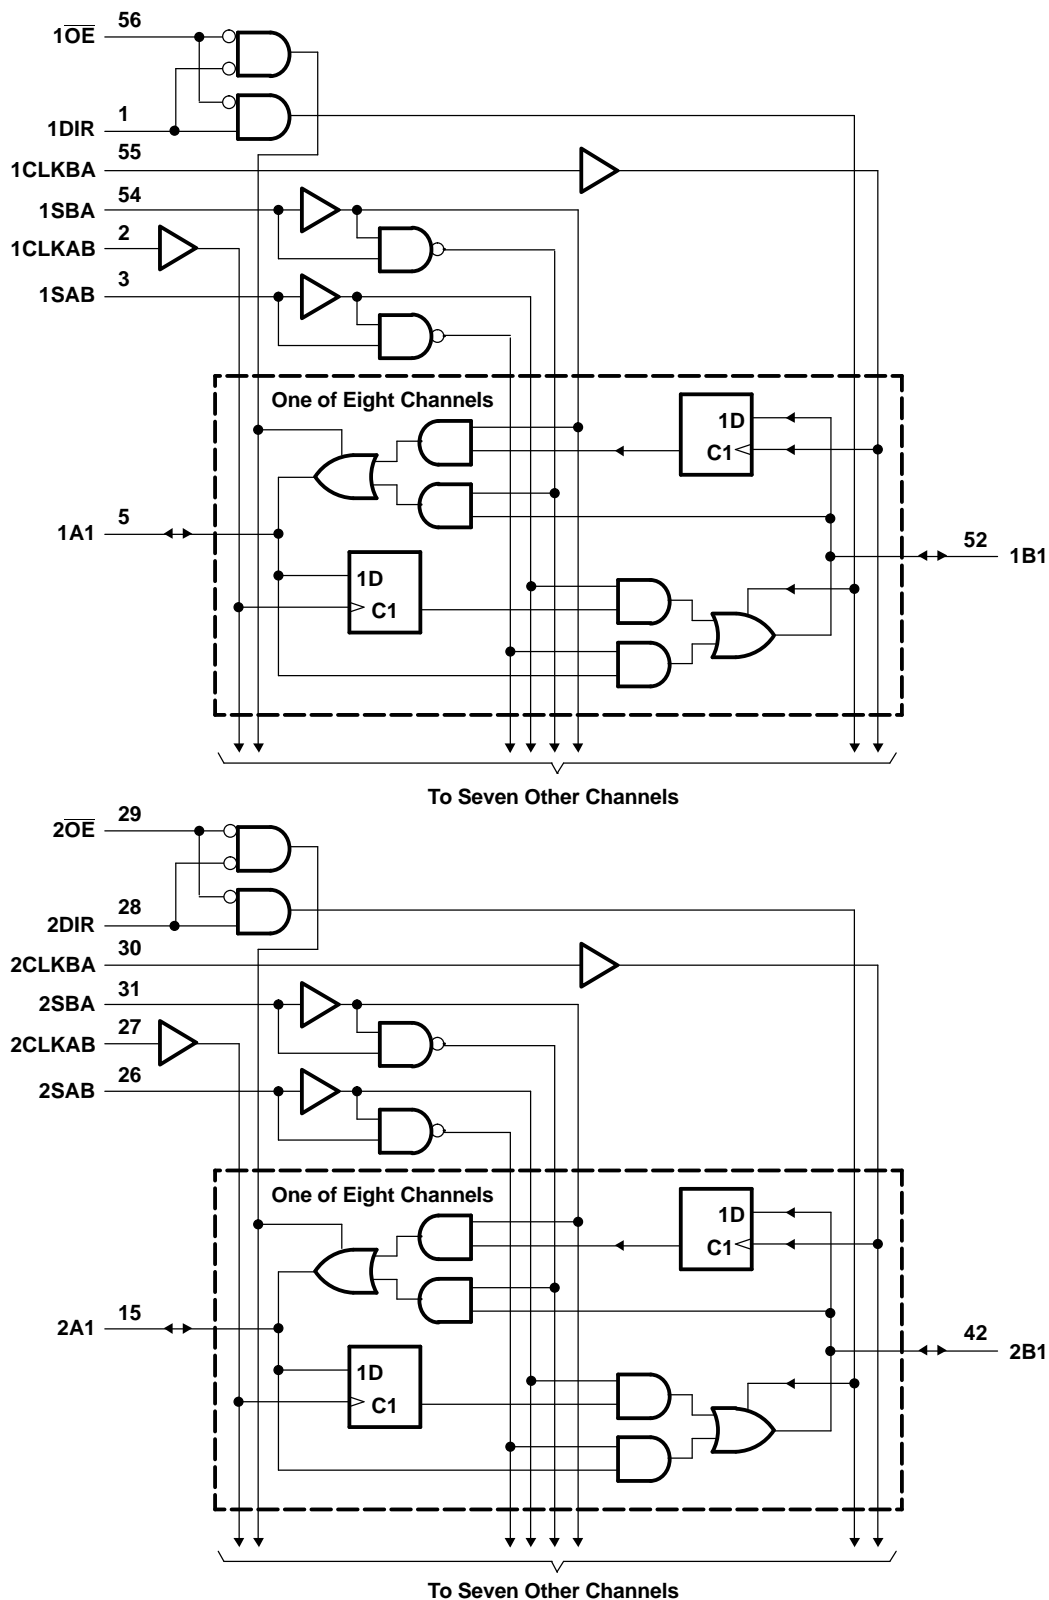 56
1O̅E̅
1
1DIR
55
1CLKBA
54
1SBA
2
1CLKAB
3
1SAB
One of Eight Channels
1D
C1
5
1A1
52
1B1
1D
C1
To Seven Other Channels
29
2O̅E̅
28
2DIR
30
2CLKBA
31
2SBA
27
2CLKAB
26
2SAB
One of Eight Channels
1D
C1
15
2A1
42
2B1
1D
C1
To Seven Other Channels